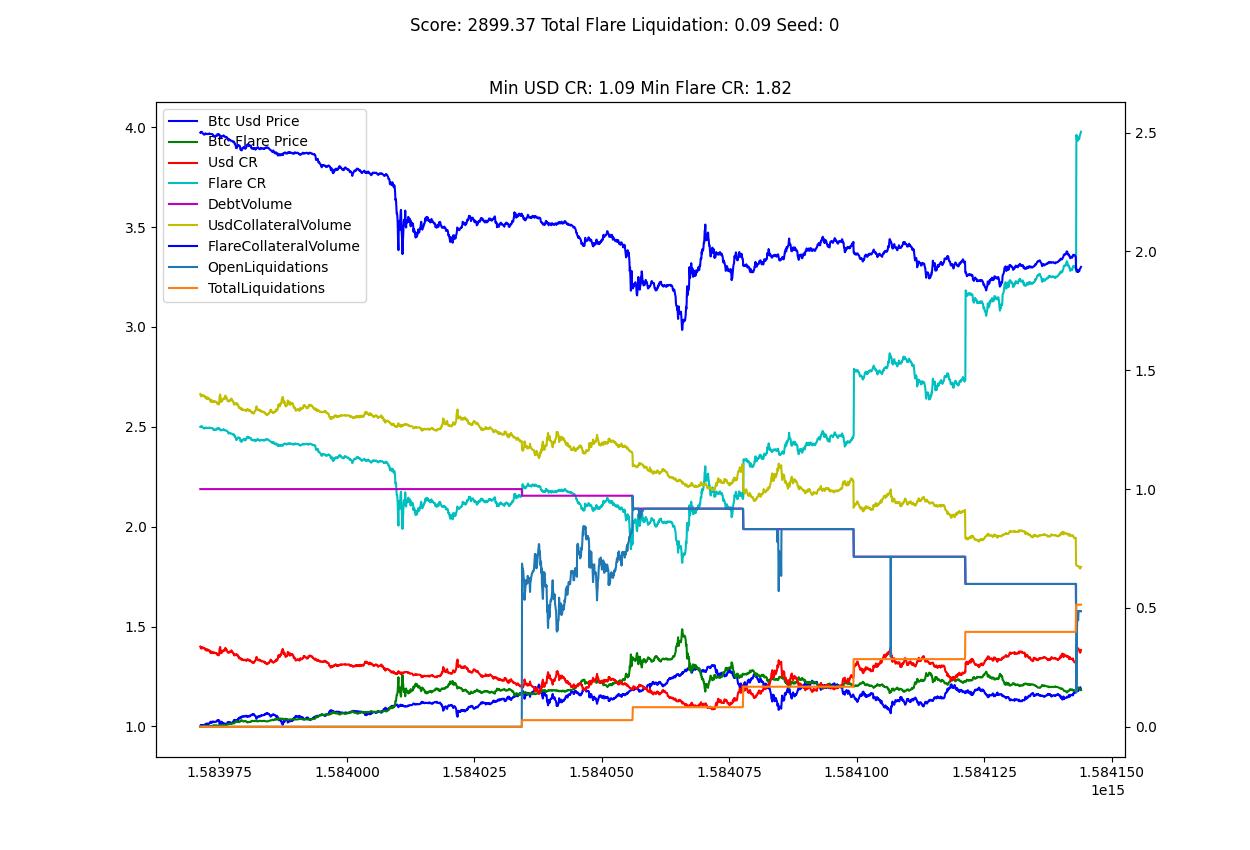 Score: 2899.37 Total Flare Liquidation: 0.09 Seed: 0
Min USD CR: 1.09 Min Flare CR: 1.82
Btc Usd Price
Btc Flare Price
Usd CR
Flare CR
DebtVolume
UsdCollateralVolume
FlareCollateralVolume
OpenLiquidations
TotalLiquidations
4.0
3.5
3.0
2.5
2.0
1.5
1.0
2.5
2.0
1.5
1.0
0.5
0.0
1.583975 1.584000 1.584025 1.584050 1.584075 1.584100 1.584125 1.584150
1e15